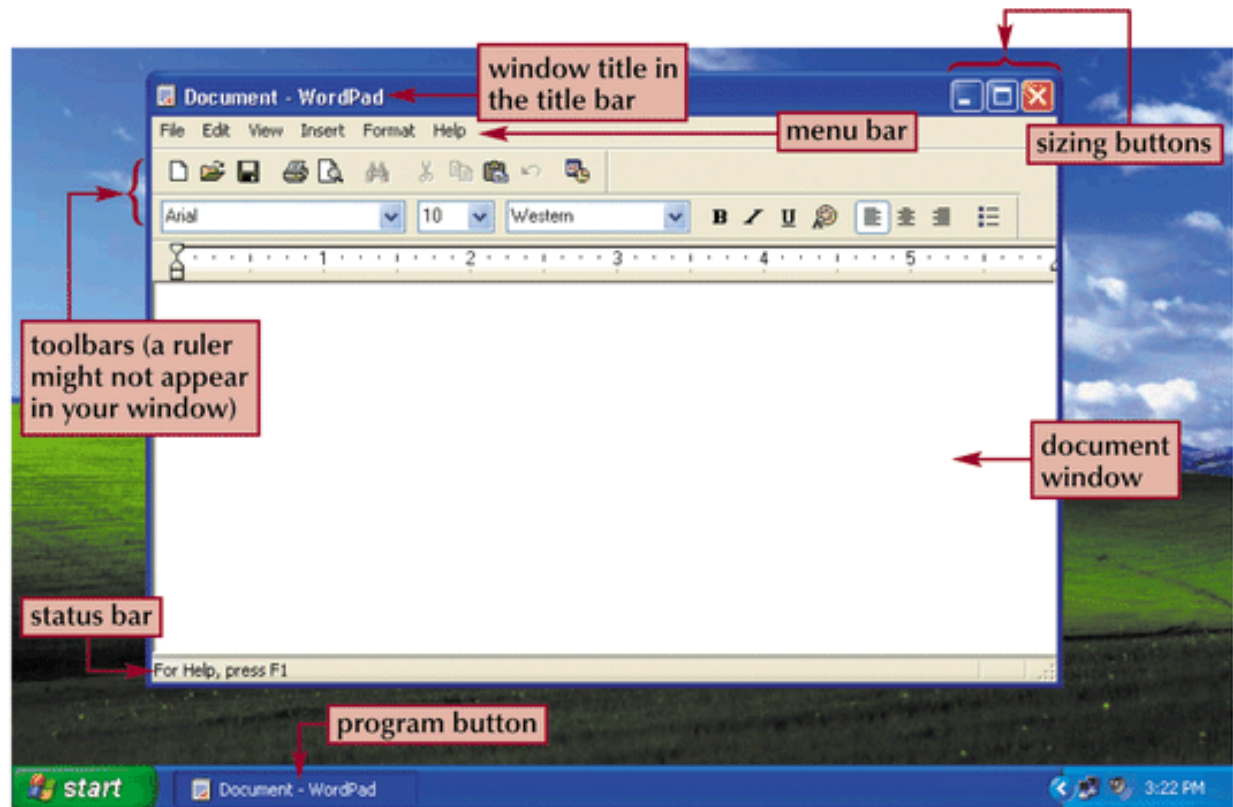 window title in
the title bar
Document - WordPad
menu bar
sizing buttons
File Edit View Insert Format Help
Arial 10 Western B I U
1 2 3 4 5
toolbars (a ruler
might not appear
in your window)
document
window
status bar
For Help, press F1
program button
start Document - WordPad 3:22 PM